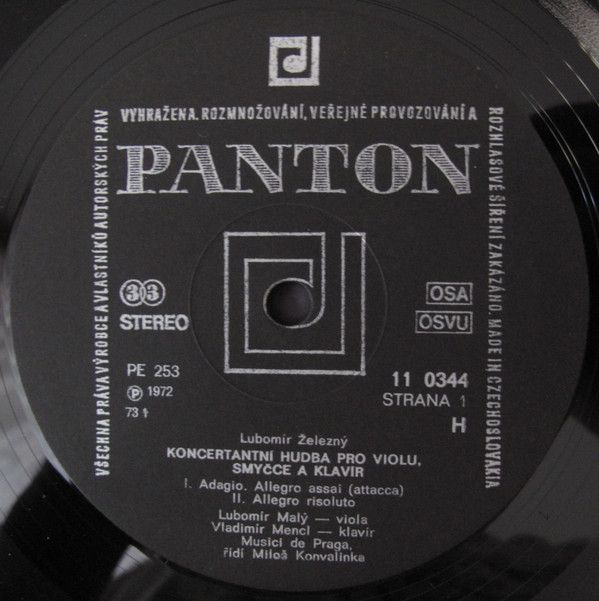 VŠECHNA PRÁVA VÝROBCE A VLASTNÍKŮ AUTORSKÝCH PRÁV
VYHRAŽENA. ROZMNOŽOVÁNÍ, VEŘEJNÉ PROVOZOVÁNÍ A
ROZHLASOVÉ ŠÍŘENÍ ZAKÁZÁNO. MADE IN CZECHOSLOVAKIA
PANTON
33
STEREO
OSA
OSVU
PE 253
Ⓟ 1972
73 1
11 0344
STRANA 1
H
Lubomír Železný
KONCERTANTNÍ HUDBA PRO VIOLU,
SMYČCE A KLAVÍR
I. Adagio. Allegro assai (attacca)
II. Allegro risoluto
Lubomír Malý — viola
Vladimír Mencl — klavír
Musici de Praga,
řídí Miloš Konvalinka